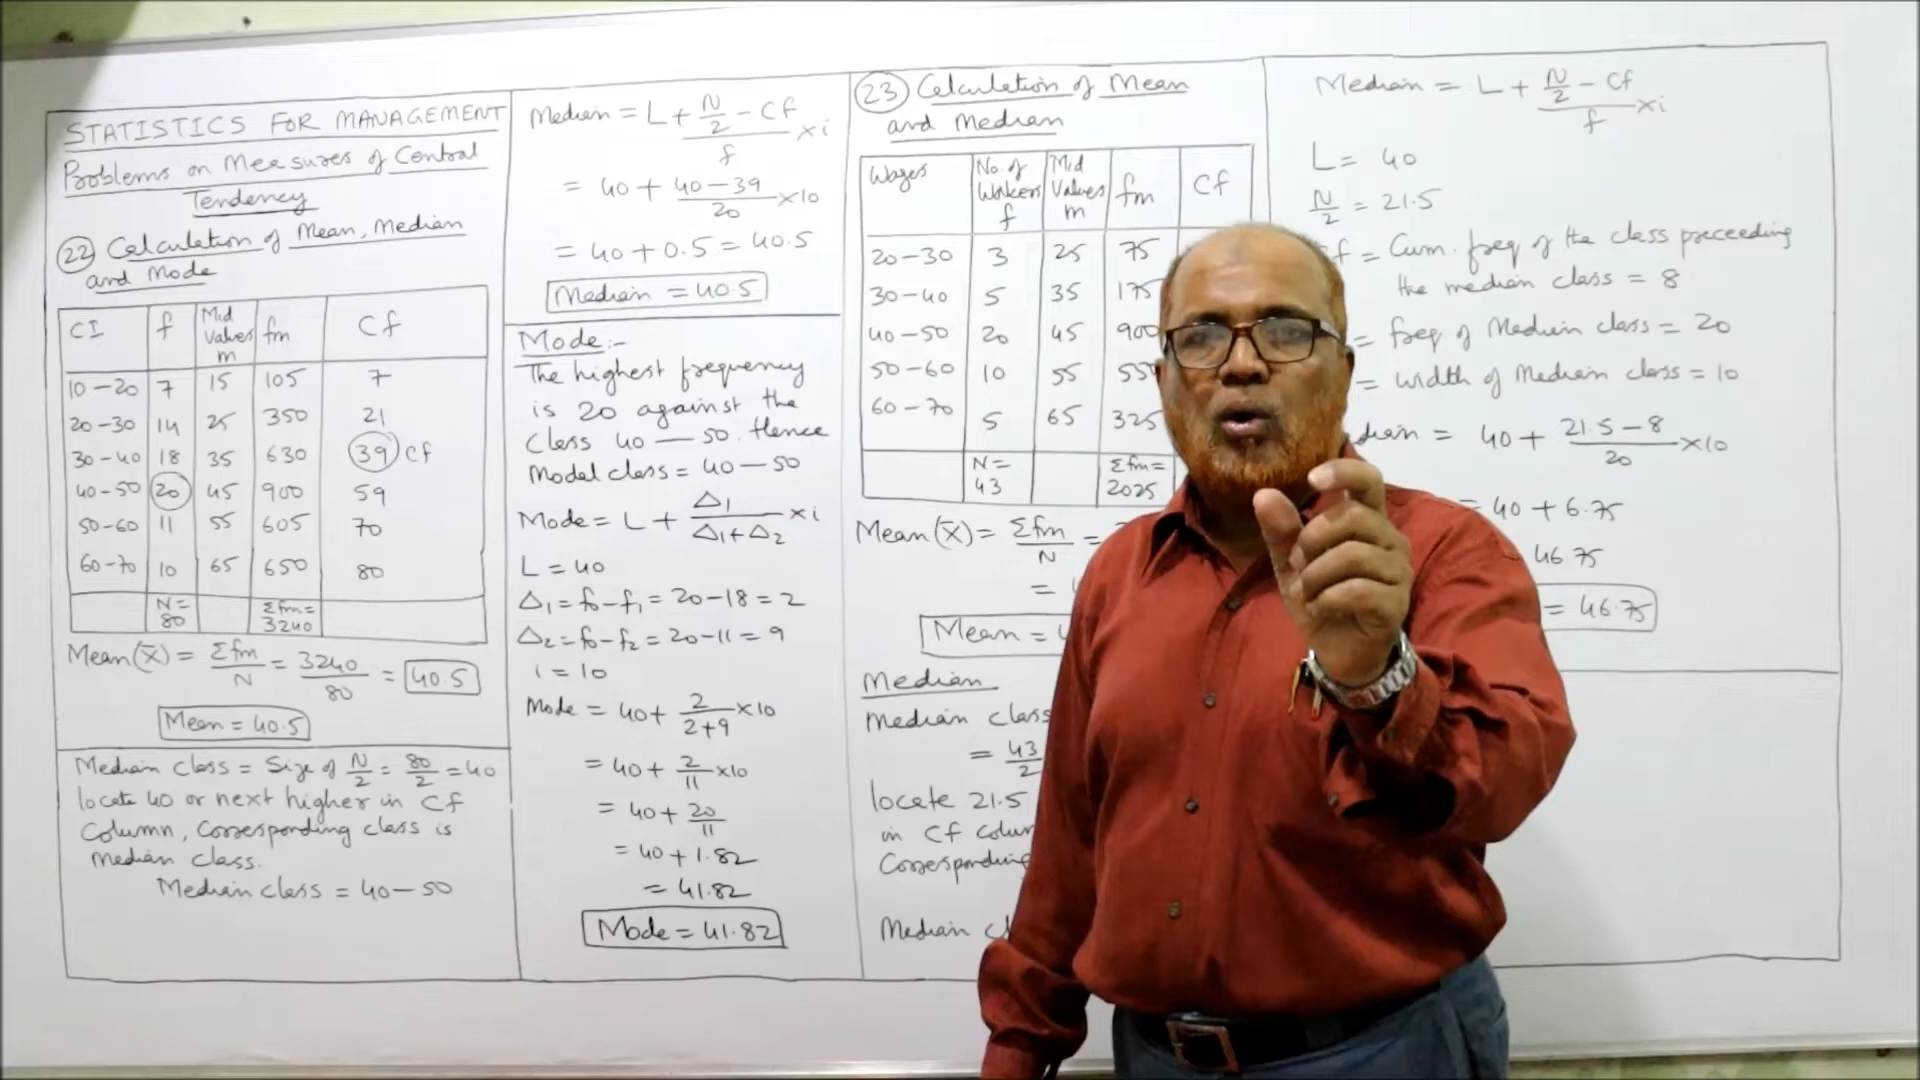 STATISTICS FOR MANAGEMENT
Problems on Measures of Central
Tendency
22 Calculation of Mean, Median
and Mode
CI f Mid Values m fm Cf
10-20 7 15 105 7
20-30 14 25 350 21
30-40 18 35 630 39 Cf
40-50 20 45 900 59
50-60 11 55 605 70
60-70 10 65 650 80
N = 80 Σfm = 3240
Mean (X̄) = Σfm/N = 3240/80 = 40.5
Mean = 40.5
Median class = Size of N/2 = 80/2 = 40
locate 40 or next higher in Cf
Column, Corresponding class is
Median class.
Median class = 40-50
Median = L + (N/2 - Cf)/f × i
= 40 + (40-39)/20 × 10
= 40 + 0.5 = 40.5
Median = 40.5
Mode:-
The highest frequency
is 20 against the
Class 40-50. Hence
Modal class = 40-50
Mode = L + Δ1/(Δ1+Δ2) × i
L = 40
Δ1 = f0-f1 = 20-18 = 2
Δ2 = f0-f2 = 20-11 = 9
i = 10
Mode = 40 + 2/(2+9) × 10
= 40 + 2/11 × 10
= 40 + 20/11
= 40 + 1.82
= 41.82
Mode = 41.82
23 Calculation of Mean
and Median
Wages No. of Workers f Mid Values m fm Cf
20-30 3 25 75
30-40 5 35 175
40-50 20 45 900
50-60 10 55 550
60-70 5 65 325
N = 43 Σfm = 2025
Mean (X̄) = Σfm/N =
=
Mean =
Median
Median class
= 43/2
locate 21.5
in Cf
Corresponding
Median
Median = L + (N/2 - Cf)/f × i
L = 40
N/2 = 21.5
f = Cum. freq of the class preceeding
the median class = 8
= freq of Median class = 20
= width of Median class = 10
= 40 + (21.5-8)/20 × 10
= 40 + 6.75
46.75
= 46.75